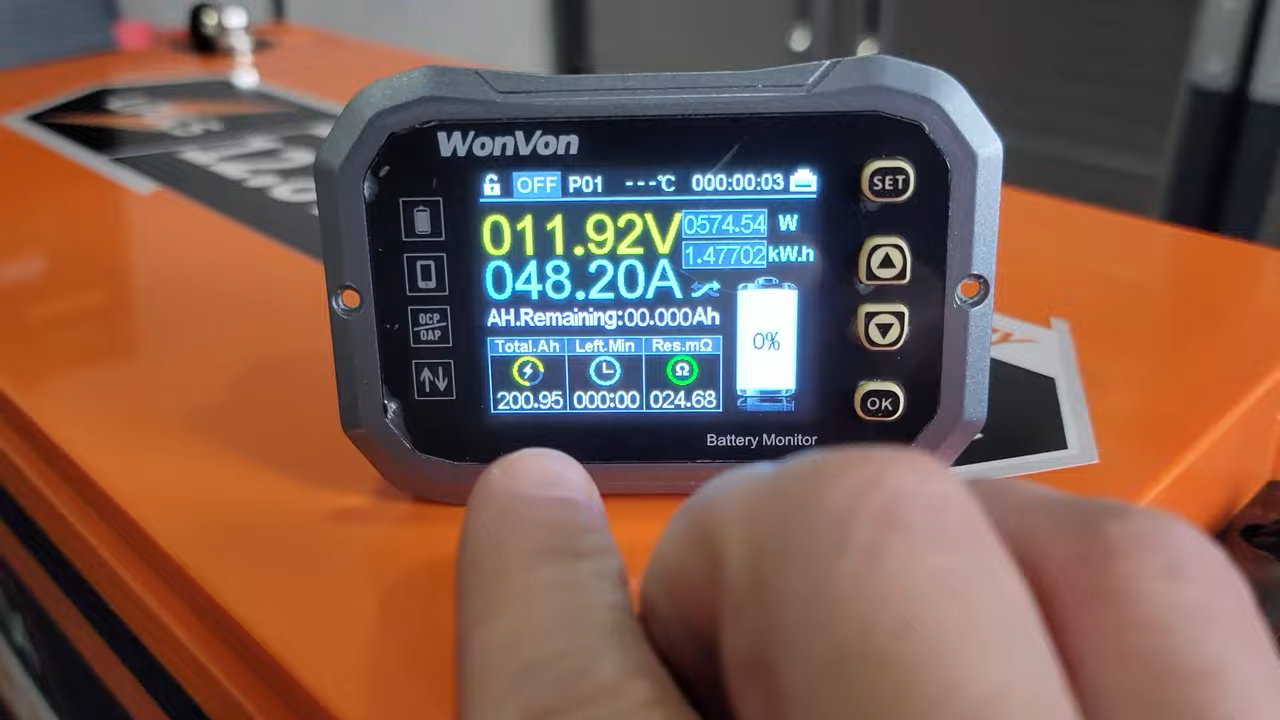 WonVon
OFF P01 ---℃ 000:00:03
011.92V 0574.54 W
1.47702 kW.h
048.20A
AH.Remaining:00.000Ah
Total.Ah Left.Min Res.mΩ
Ω
200.95 000:00 024.68
0%
OCP
OAP
SET
OK
Battery Monitor